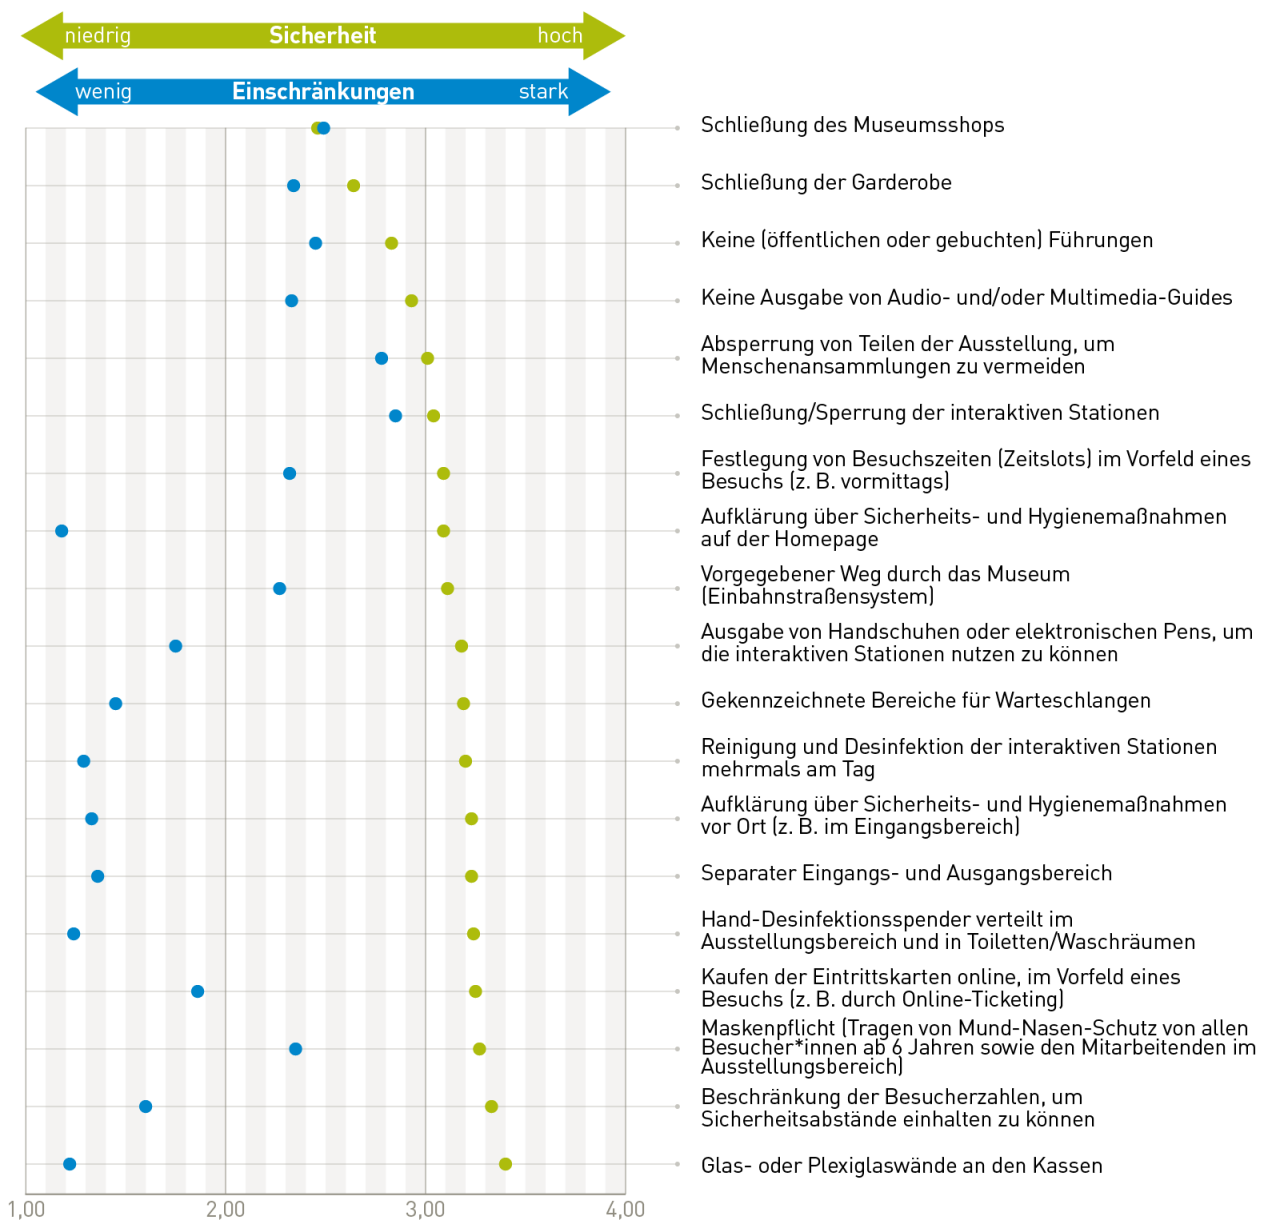 niedrig Sicherheit hoch
wenig Einschränkungen stark
Schließung des Museumsshops
Schließung der Garderobe
Keine (öffentlichen oder gebuchten) Führungen
Keine Ausgabe von Audio- und/oder Multimedia-Guides
Absperrung von Teilen der Ausstellung, um
Menschenansammlungen zu vermeiden
Schließung/Sperrung der interaktiven Stationen
Festlegung von Besuchszeiten (Zeitslots) im Vorfeld eines
Besuchs (z. B. vormittags)
Aufklärung über Sicherheits- und Hygienemaßnahmen
auf der Homepage
Vorgegebener Weg durch das Museum
(Einbahnstraßensystem)
Ausgabe von Handschuhen oder elektronischen Pens, um
die interaktiven Stationen nutzen zu können
Gekennzeichnete Bereiche für Warteschlangen
Reinigung und Desinfektion der interaktiven Stationen
mehrmals am Tag
Aufklärung über Sicherheits- und Hygienemaßnahmen
vor Ort (z. B. im Eingangsbereich)
Separater Eingangs- und Ausgangsbereich
Hand-Desinfektionsspender verteilt im
Ausstellungsbereich und in Toiletten/Waschräumen
Kaufen der Eintrittskarten online, im Vorfeld eines
Besuchs (z. B. durch Online-Ticketing)
Maskenpflicht (Tragen von Mund-Nasen-Schutz von allen
Besucher*innen ab 6 Jahren sowie den Mitarbeitenden im
Ausstellungsbereich)
Beschränkung der Besucherzahlen, um
Sicherheitsabstände einhalten zu können
Glas- oder Plexiglaswände an den Kassen
1,00 2,00 3,00 4,00